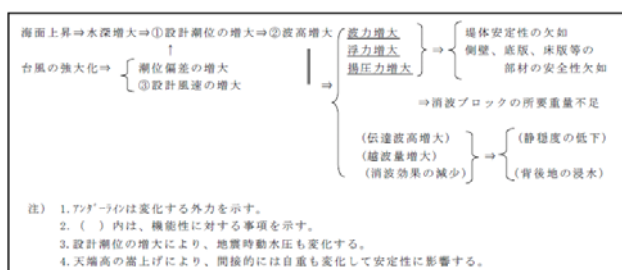 海面上昇⇒水深増大⇒①設計潮位の増大⇒②波高増大
↑
台風の強大化⇒
潮位偏差の増大
③設計風速の増大
⇒
波力増大
浮力増大
揚圧力増大
⇒
堤体安定性の欠如
側壁、底版、床版等の
部材の安全性欠如
⇒消波ブロックの所要重量不足
(伝達波高増大)
(越波量増大)
(消波効果の減少)
⇒
(静穏度の低下)
(背後地の浸水)
注) 1.アンダーラインは変化する外力を示す。
2.( )内は、機能性に対する事項を示す。
3.設計潮位の増大により、地震時動水圧も変化する。
4.天端高の嵩上げにより、間接的には自重も変化して安定性に影響する。